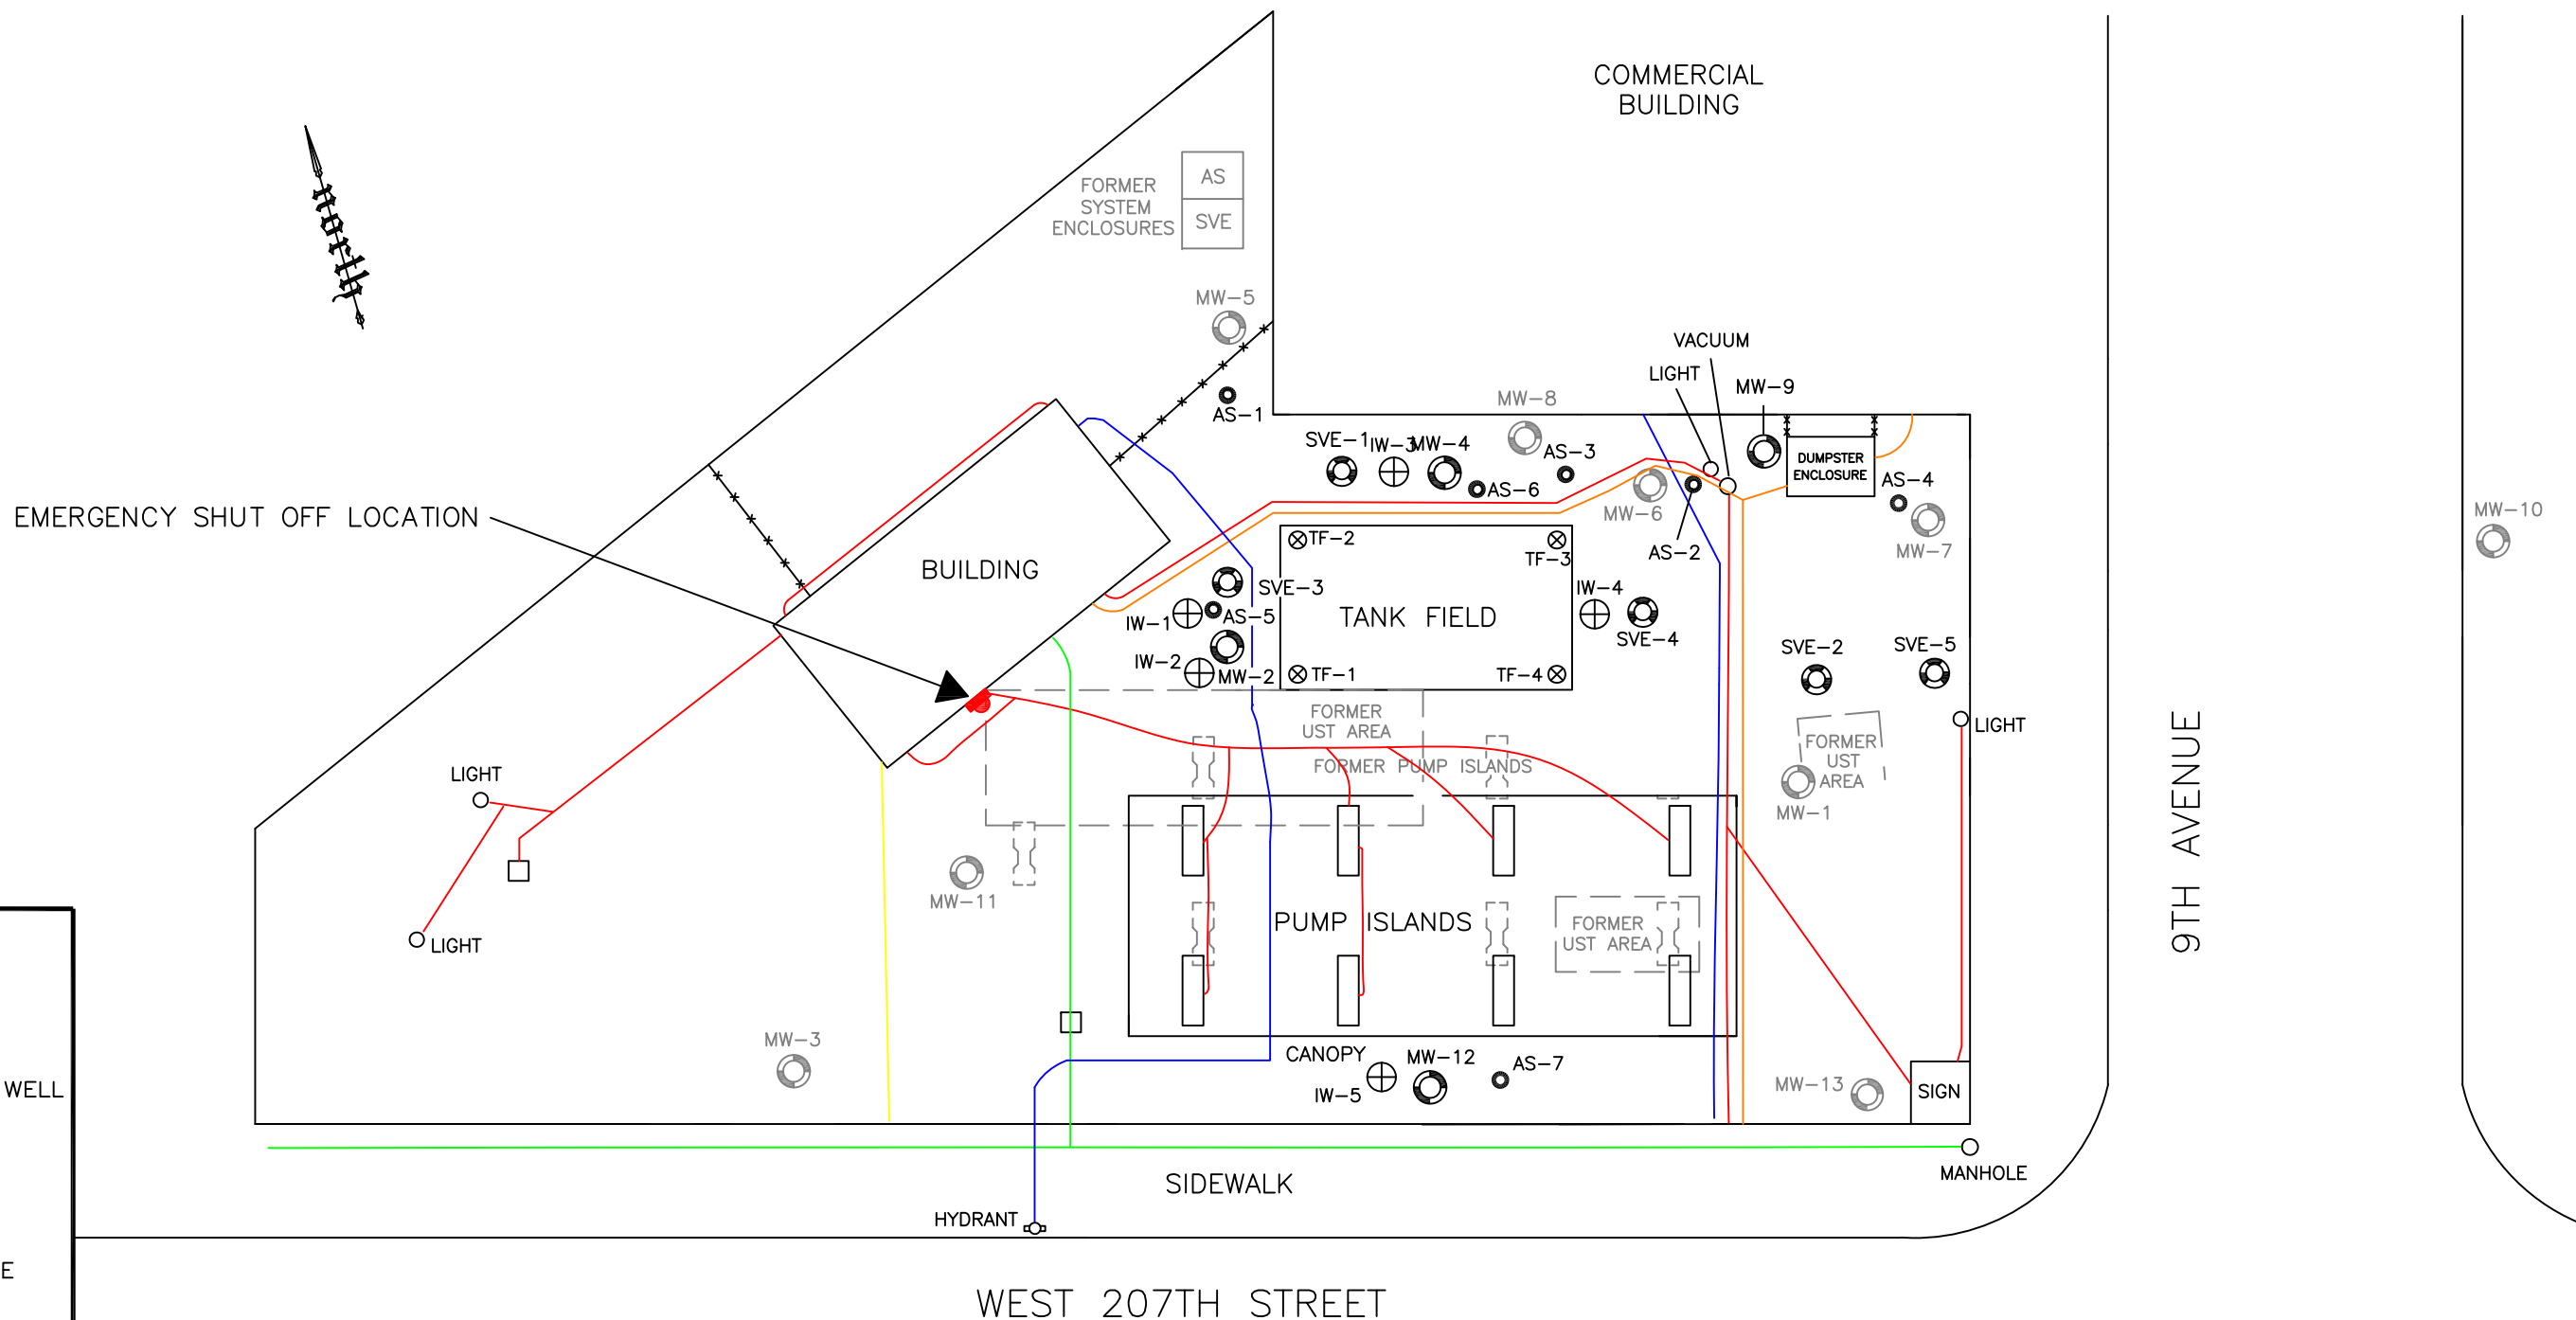 COMMERCIAL
BUILDING
north
FORMER
SYSTEM
ENCLOSURES
AS
SVE
MW-5
VACUUM
LIGHT
MW-9
MW-8
AS-1
SVE-1
IW-3
MW-4
AS-3
AS-6
DUMPSTER
ENCLOSURE
AS-4
MW-6
MW-7
MW-10
AS-2
EMERGENCY SHUT OFF LOCATION
BUILDING
TF-2
TF-3
SVE-3
IW-4
IW-1
AS-5
TANK FIELD
SVE-4
SVE-2
SVE-5
IW-2
MW-2
TF-1
TF-4
FORMER
UST AREA
LIGHT
FORMER
UST
AREA
FORMER PUMP ISLANDS
LIGHT
MW-1
MW-11
PUMP ISLANDS
FORMER
UST AREA
LIGHT
9TH AVENUE
MW-3
CANOPY
MW-12
AS-7
IW-5
MW-13
SIGN
WELL
MANHOLE
SIDEWALK
HYDRANT
E
WEST 207TH STREET